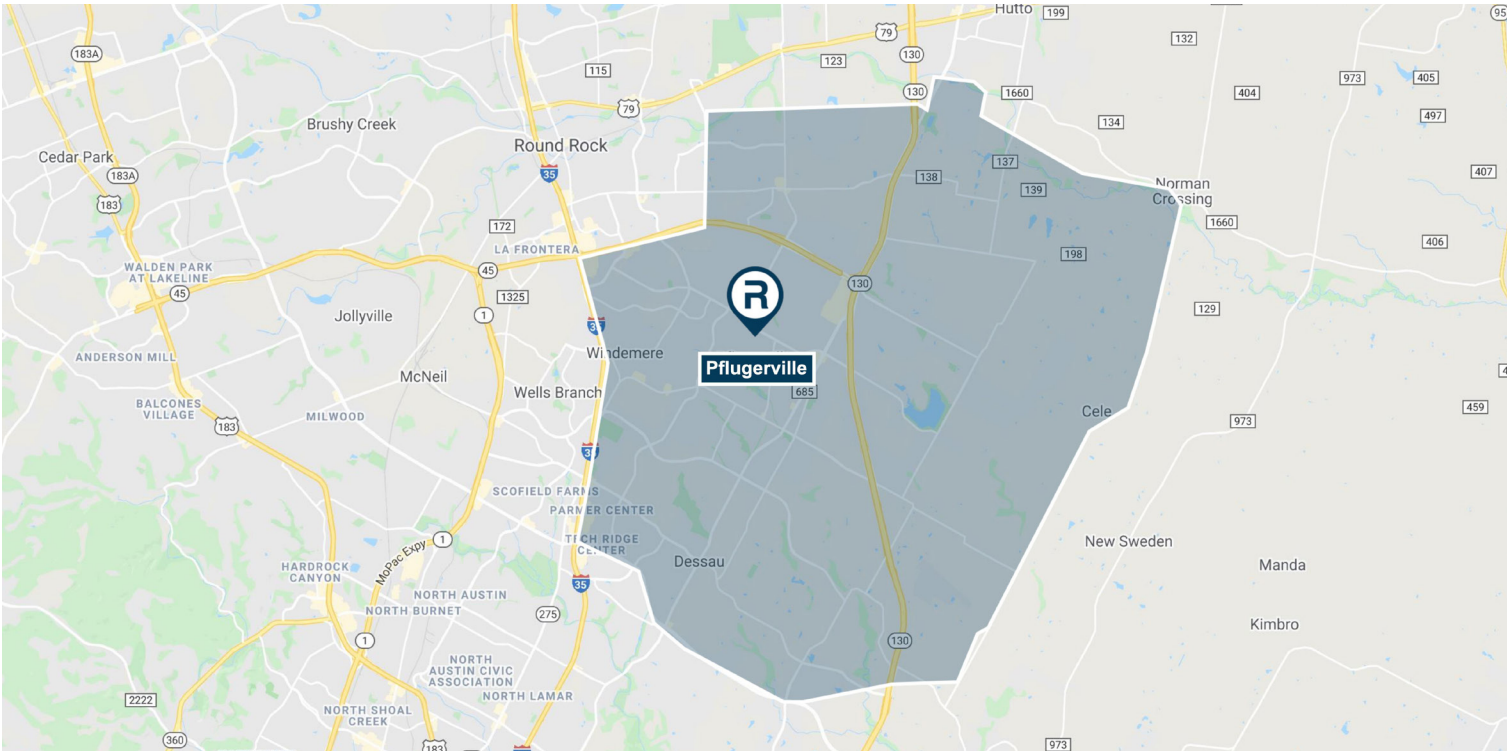 Hutto
199
95
79
132
183A
130
123
115
973
405
130
1660
404
79
497
Brushy Creek
134
Round Rock
Cedar Park
137
35
183A
138
407
139
Norman
Crossing
183
172
1660
LA FRONTERA
406
198
WALDEN PARK
AT LAKELINE
45
130
45
R
1325
129
Jollyville
1
35
Windemere
ANDERSON MILL
Pflugerville
McNeil
Wells Branch
685
BALCONES
VILLAGE
Cele
459
MILWOOD
973
183
35
SCOFIELD FARMS
PARMER CENTER
TECH RIDGE
CENTER
1
New Sweden
MoPac Expy
Dessau
Manda
HARDROCK
CANYON
35
NORTH AUSTIN
NORTH BURNET
275
Kimbro
1
130
NORTH
AUSTIN CIVIC
ASSOCIATION
NORTH LAMAR
2222
NORTH SHOAL
CREEK
360
183
973